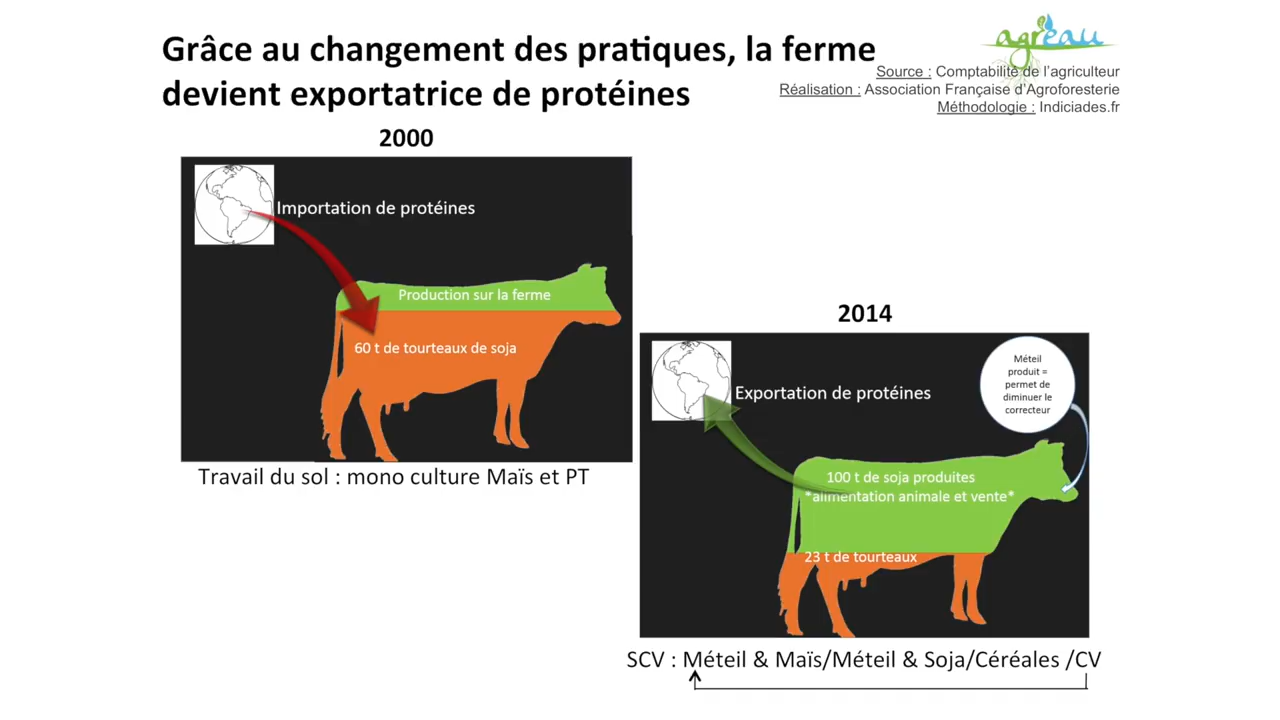 Grâce au changement des pratiques, la ferme
devient exportatrice de protéines
agr'eau
Source : Comptabilité de l'agriculteur
Réalisation : Association Française d'Agroforesterie
Méthodologie : Indiciades.fr
2000
Importation de protéines
Production sur la ferme
60 t de tourteaux de soja
Travail du sol : mono culture Maïs et PT
2014
Méteil
produit =
permet de
diminuer le
correcteur
Exportation de protéines
100 t de soja produites
*alimentation animale et vente*
23 t de tourteaux
SCV : Méteil & Maïs/Méteil & Soja/Céréales /CV